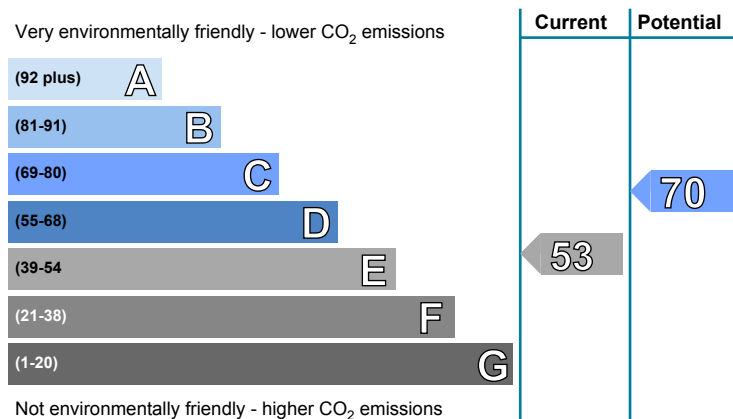 Current Potential
Very environmentally friendly - lower CO₂ emissions
(92 plus) A
(81-91) B
(69-80) C
70
(55-68) D
(39-54 E
53
(21-38) F
(1-20) G
Not environmentally friendly - higher CO₂ emissions